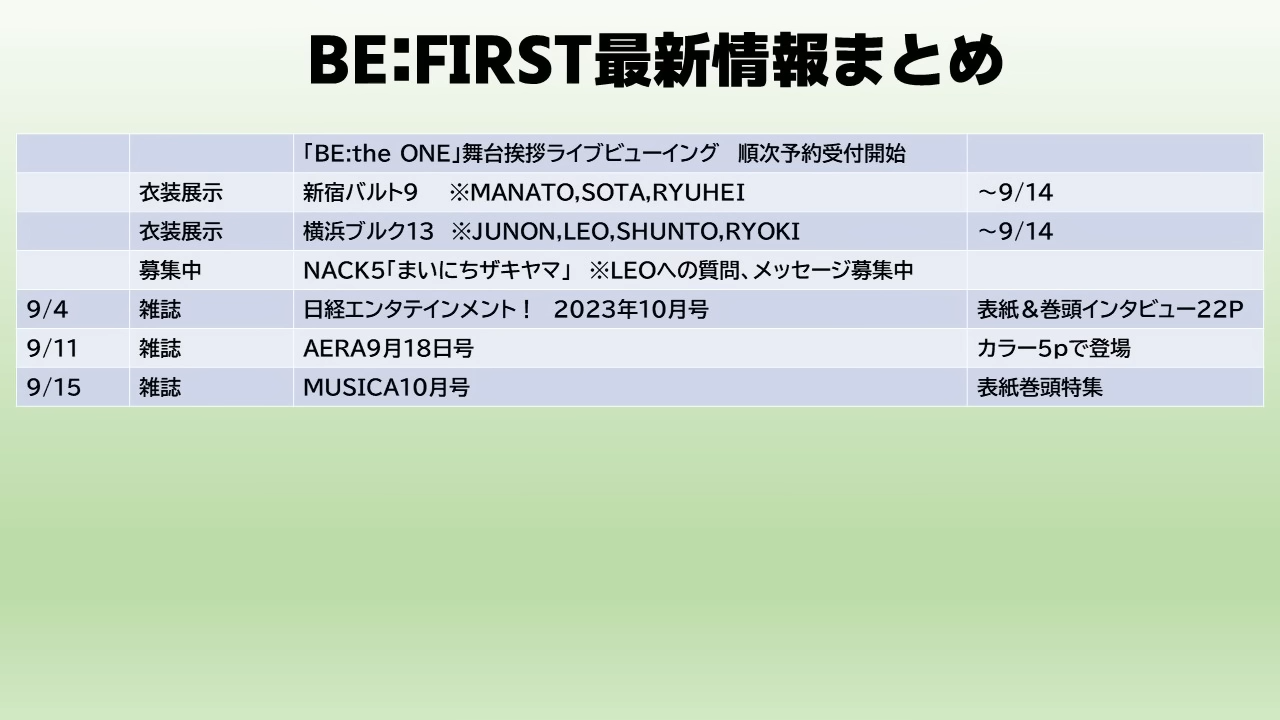 BE:FIRST最新情報まとめ
「BE:the ONE」舞台挨拶ライブビューイング　順次予約受付開始
衣装展示 新宿バルト9　※MANATO,SOTA,RYUHEI ～9/14
衣装展示 横浜ブルク13　※JUNON,LEO,SHUNTO,RYOKI ～9/14
募集中 NACK5「まいにちザキヤマ」　※LEOへの質問、メッセージ募集中
9/4 雑誌 日経エンタテインメント！　2023年10月号 表紙＆巻頭インタビュー22P
9/11 雑誌 AERA9月18日号 カラー5pで登場
9/15 雑誌 MUSICA10月号 表紙巻頭特集